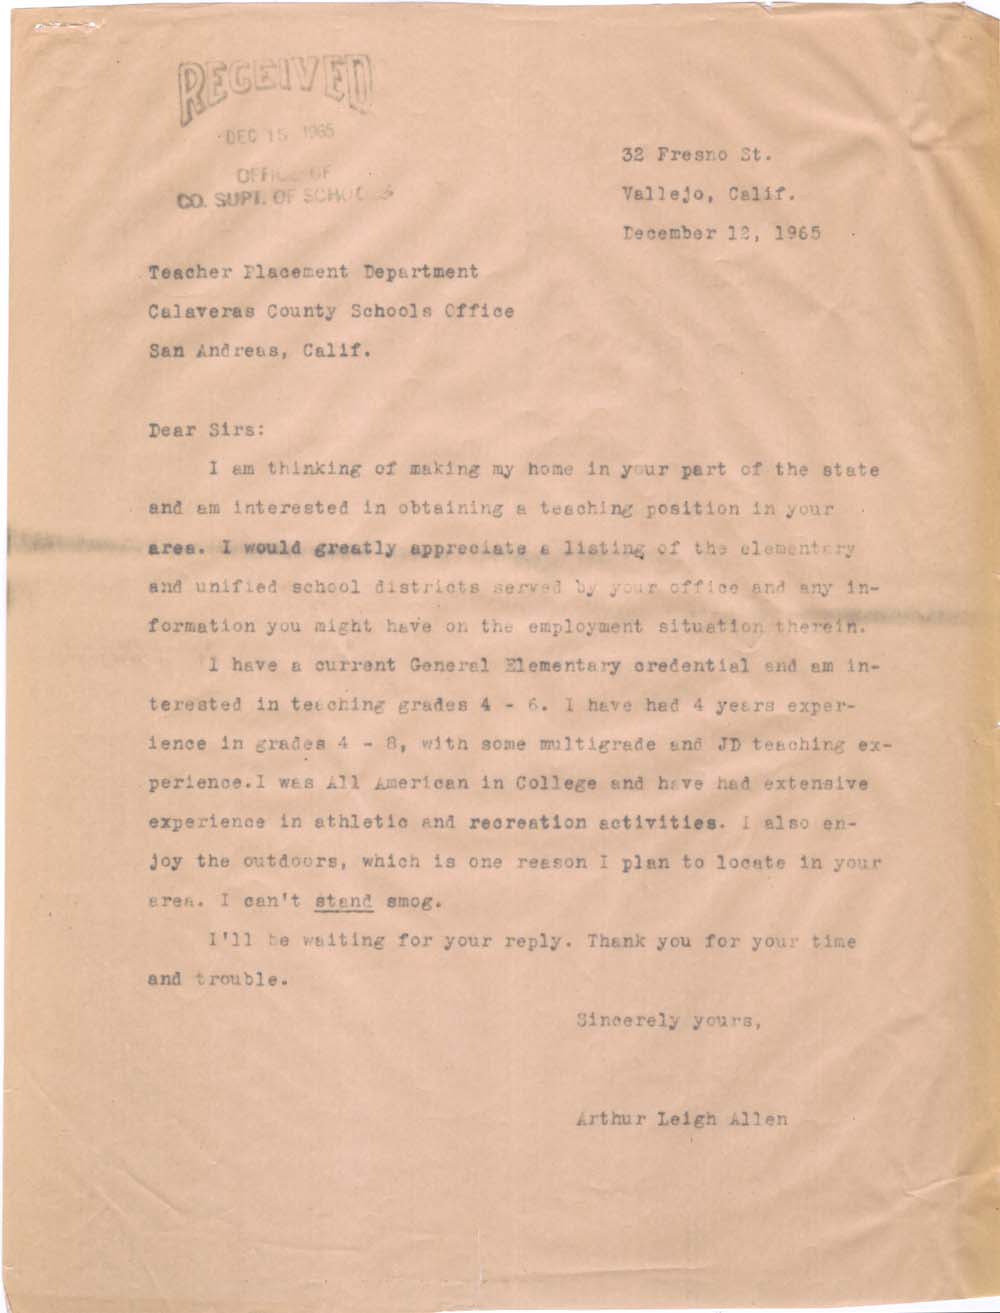 RECEIVED
DEC 15 1965
OFFICE OF
CO. SUPT. OF SCHOOLS
32 Fresno St.
Vallejo, Calif.
December 12, 1965
Teacher Placement Department
Calaveras County Schools Office
San Andreas, Calif.
Dear Sirs:
I am thinking of making my home in your part of the state
and am interested in obtaining a teaching position in your
area. I would greatly appreciate a listing of the elementary
and unified school districts served by your office and any in-
formation you might have on the employment situation therein.
I have a current General Elementary credential and am in-
terested in teaching grades 4 - 6. I have had 4 years exper-
ience in grades 4 - 8, with some multigrade and JD teaching ex-
perience.I was All American in College and have had extensive
experience in athletic and recreation activities. I also en-
joy the outdoors, which is one reason I plan to locate in your
area. I can't stand smog.
I'll be waiting for your reply. Thank you for your time
and trouble.
Sincerely yours,
Arthur Leigh Allen